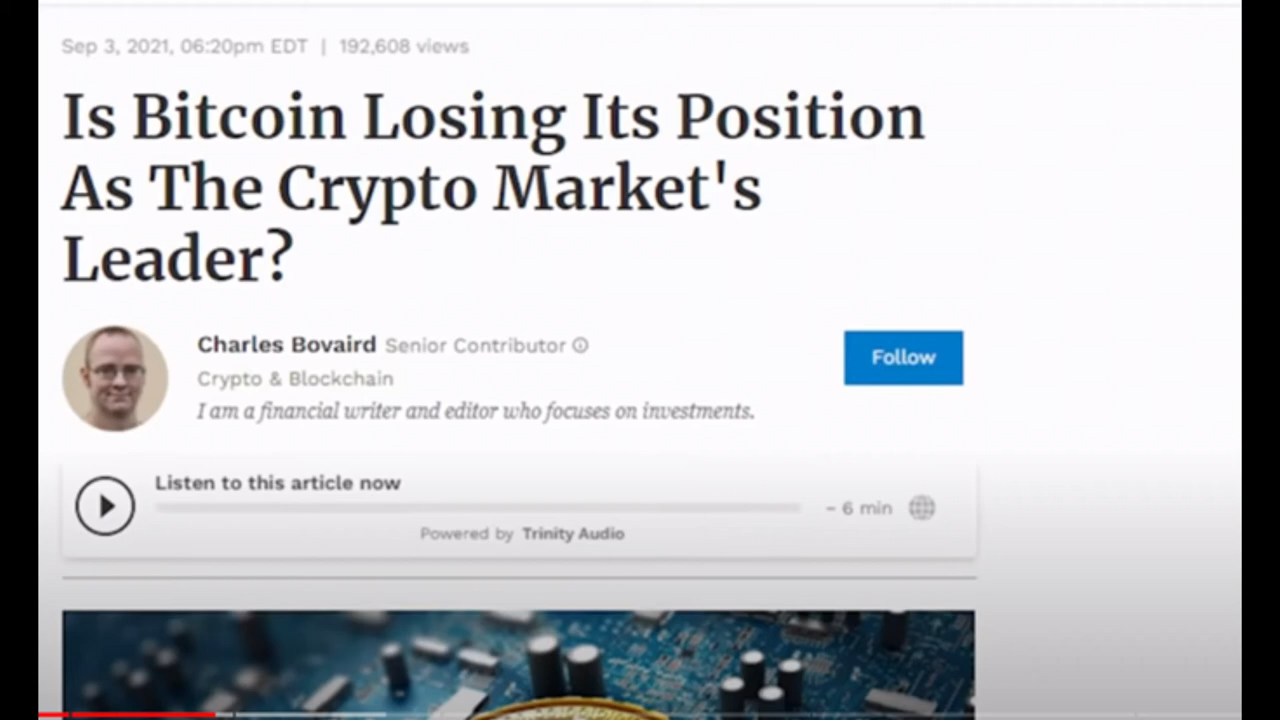 Sep 3, 2021, 06:20pm EDT | 192,608 views
Is Bitcoin Losing Its Position
As The Crypto Market's
Leader?
Charles Bovaird Senior Contributor
Crypto & Blockchain
I am a financial writer and editor who focuses on investments.
Follow
Listen to this article now
- 6 min
Powered by Trinity Audio